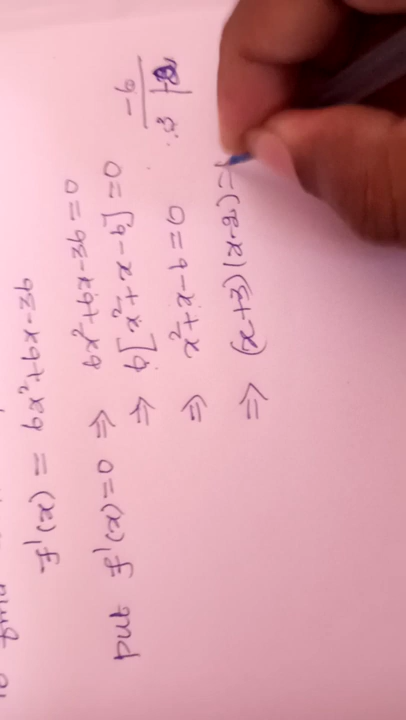 f'(x) = 6x²+6x-36
put f'(x)=0 ⇒ 6x²+6x-36=0
⇒ 6[x²+x-6]=0
⇒ x²+x-6=0
-6
3 | -2
⇒ (x+3)(x-2)=